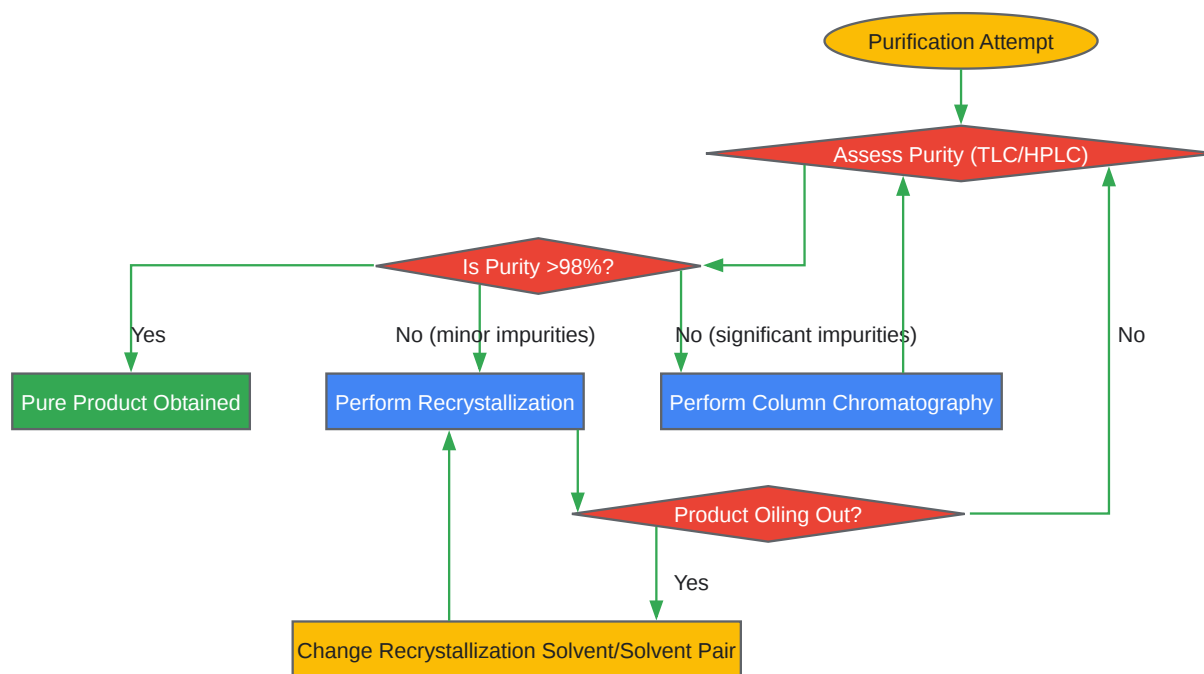 Purification Attempt
Assess Purity (TLC/HPLC)
Is Purity >98%?
Yes
No (minor impurities)
No (significant impurities)
No
Pure Product Obtained
Perform Recrystallization
Perform Column Chromatography
Product Oiling Out?
Yes
Change Recrystallization Solvent/Solvent Pair